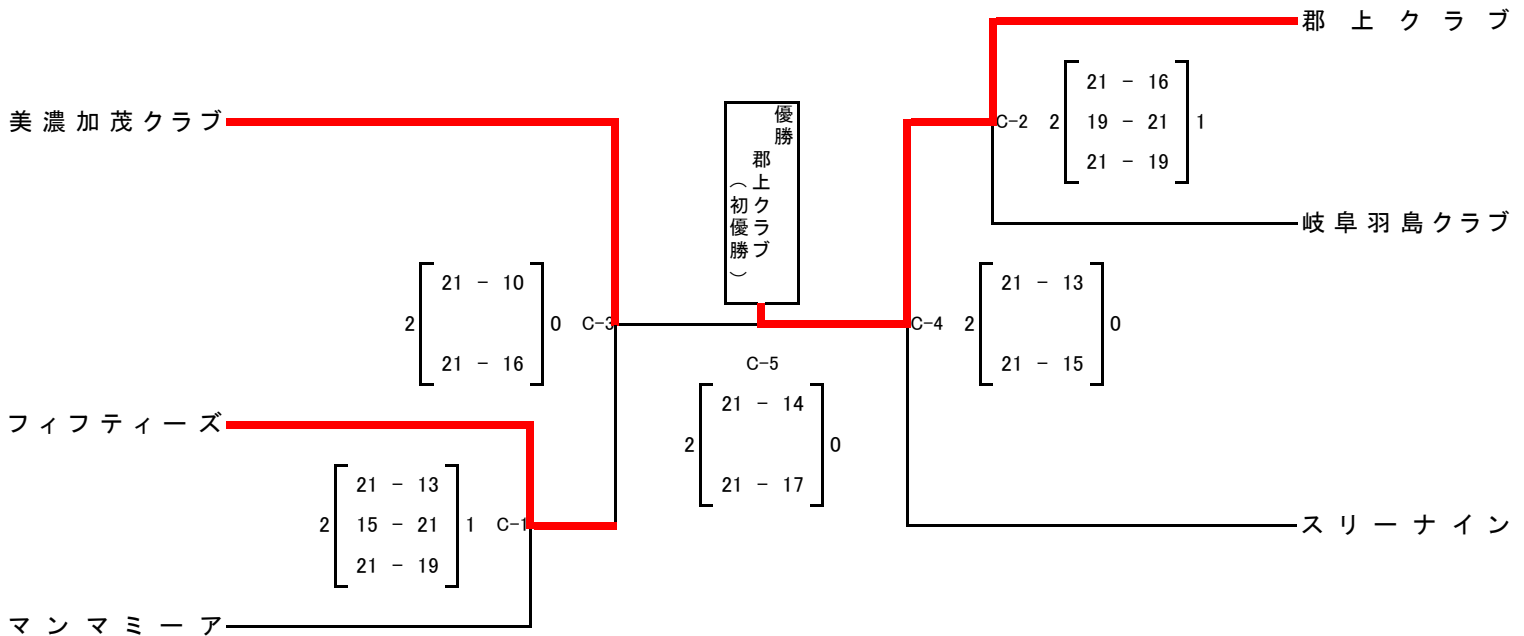 郡上クラブ
21 - 16
美濃加茂クラブ
優勝
郡上クラブ
（初優勝）
C-2 2 19 - 21 1
21 - 19
岐阜羽島クラブ
21 - 10
21 - 13
2 0 C-3
C-4 2 0
21 - 16
C-5
21 - 15
21 - 14
フィフティーズ
2 0
21 - 13
21 - 17
2 15 - 21 1 C-1
スリーナイン
21 - 19
マンマミーア